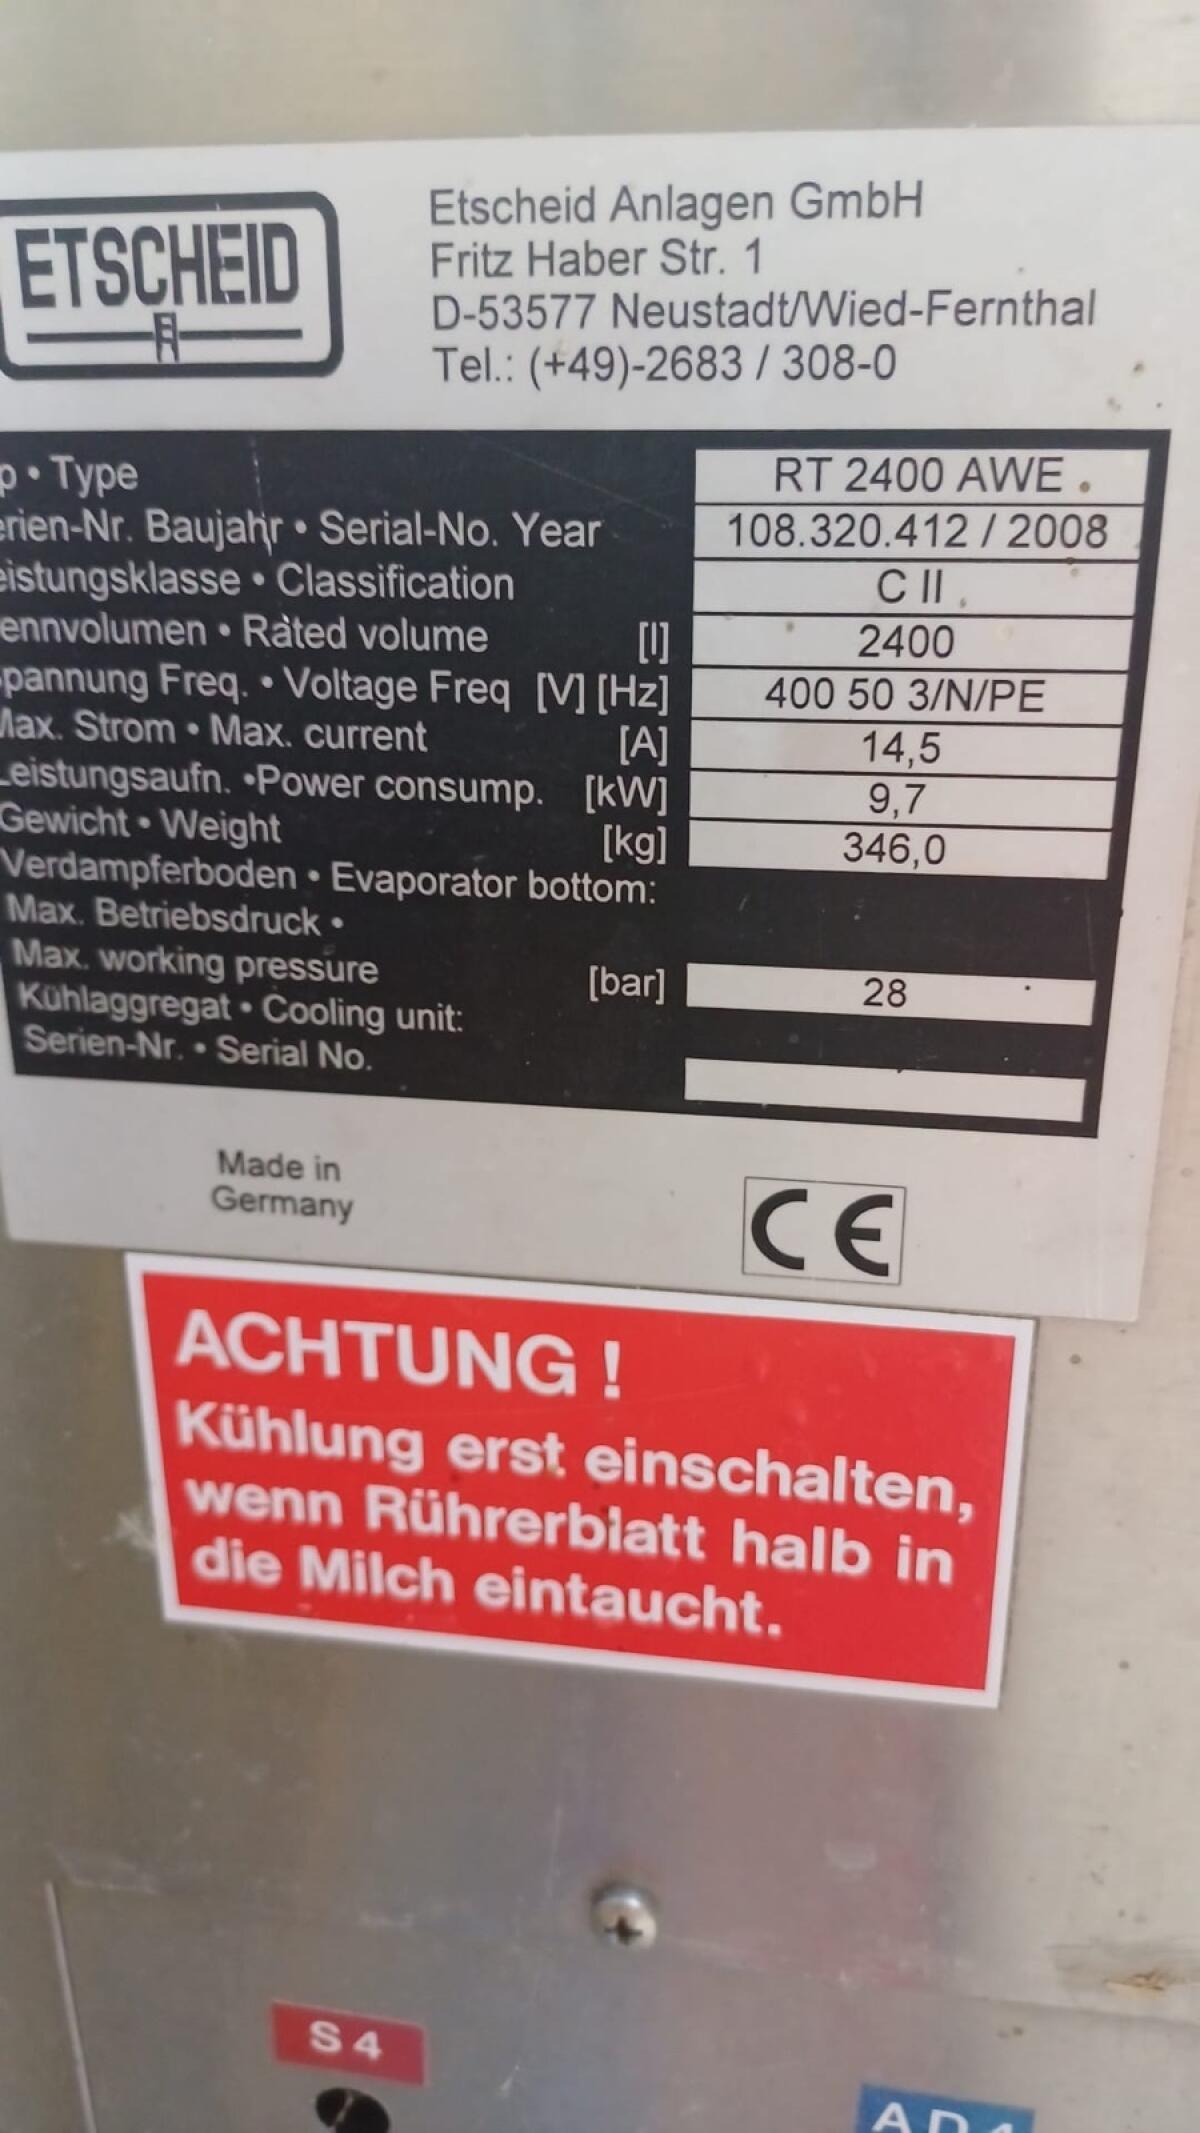 ETSCHEID
Etscheid Anlagen GmbH
Fritz Haber Str. 1
D-53577 Neustadt/Wied-Fernthal
Tel.: (+49)-2683 / 308-0
p • Type RT 2400 AWE
erien-Nr. Baujahr • Serial-No. Year 108.320.412 / 2008
eistungsklasse • Classification C II
ennvolumen • Rated volume [l] 2400
pannung Freq. • Voltage Freq [V] [Hz] 400 50 3/N/PE
Max. Strom • Max. current [A] 14,5
Leistungsaufn. •Power consump. [kW] 9,7
Gewicht • Weight [kg] 346,0
Verdampferboden • Evaporator bottom:
Max. Betriebsdruck •
Max. working pressure [bar] 28
Kühlaggregat • Cooling unit:
Serien-Nr. • Serial No.
Made in
Germany
CE
ACHTUNG !
Kühlung erst einschalten,
wenn Rührerblatt halb in
die Milch eintaucht.
S 4